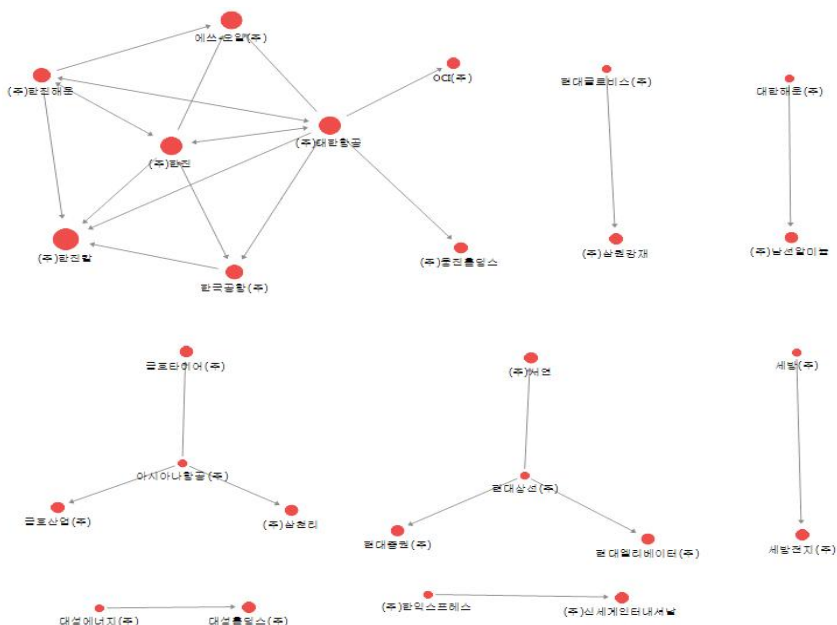 에쓰-오일(주)
(주)한진해운
OCI(주)
현대글로비스(주)
대한해운(주)
(주)한진
(주)대한항공
(주)한진칼
한국공항(주)
(주)웅진홀딩스
(주)삼원강재
(주)남선알미늄
금호타이어(주)
(주)서연
세방(주)
아시아나항공(주)
현대상선(주)
금호산업(주)
(주)삼천리
현대증권(주)
현대엘리베이터(주)
세방전지(주)
대성에너지(주)
대성홀딩스(주)
(주)한익스프레스
(주)신세계인터내셔날